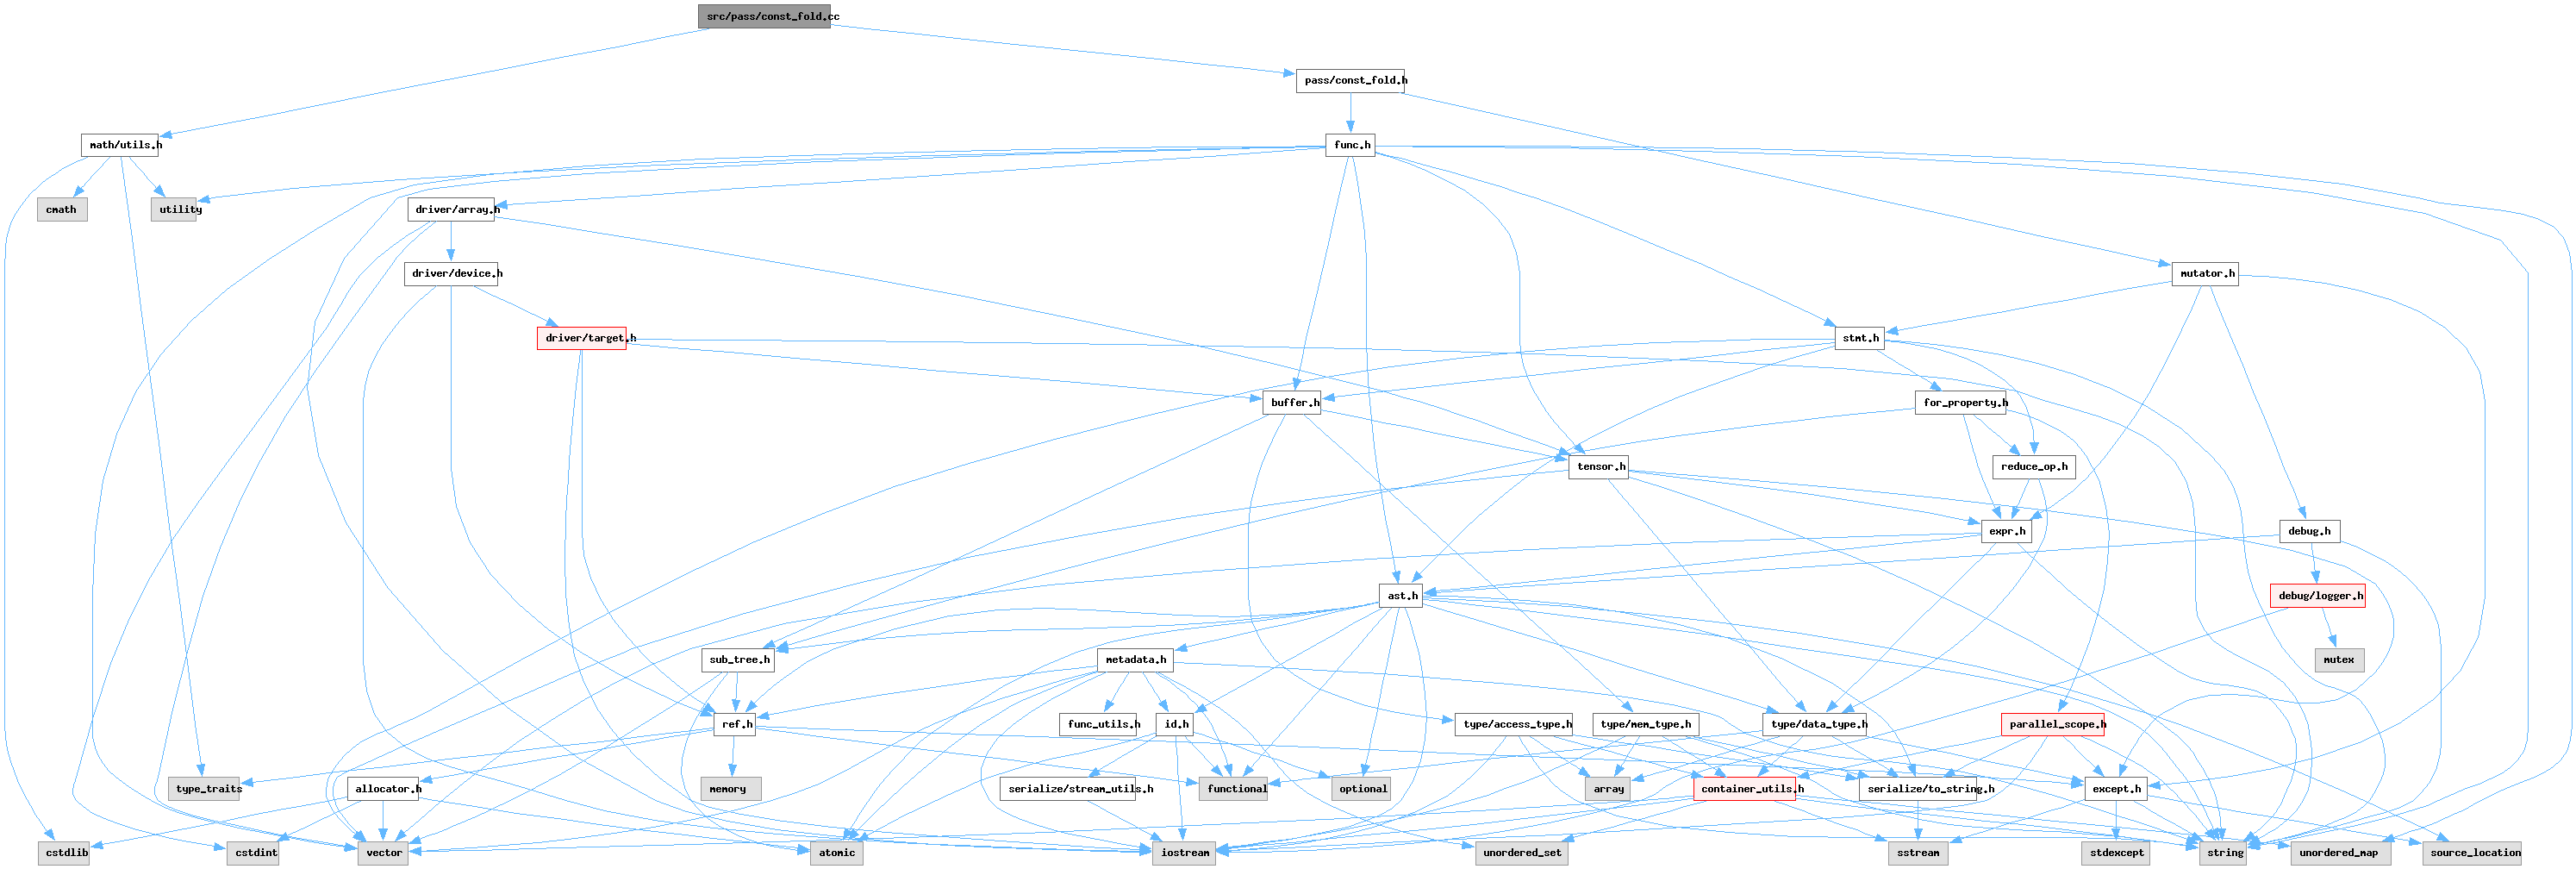 src/pass/const_fold.cc
pass/const_fold.h
math/utils.h
func.h
cmath
utility
driver/array.h
driver/device.h
mutator.h
driver/target.h
stmt.h
buffer.h
for_property.h
tensor.h
reduce_op.h
expr.h
debug.h
ast.h
debug/logger.h
sub_tree.h
metadata.h
mutex
ref.h
func_utils.h
id.h
type/access_type.h
type/mem_type.h
type/data_type.h
parallel_scope.h
type_traits
memory
allocator.h
serialize/stream_utils.h
functional
optional
array
container_utils.h
serialize/to_string.h
except.h
cstdlib
cstdint
vector
atomic
iostream
unordered_set
sstream
stdexcept
string
unordered_map
source_location